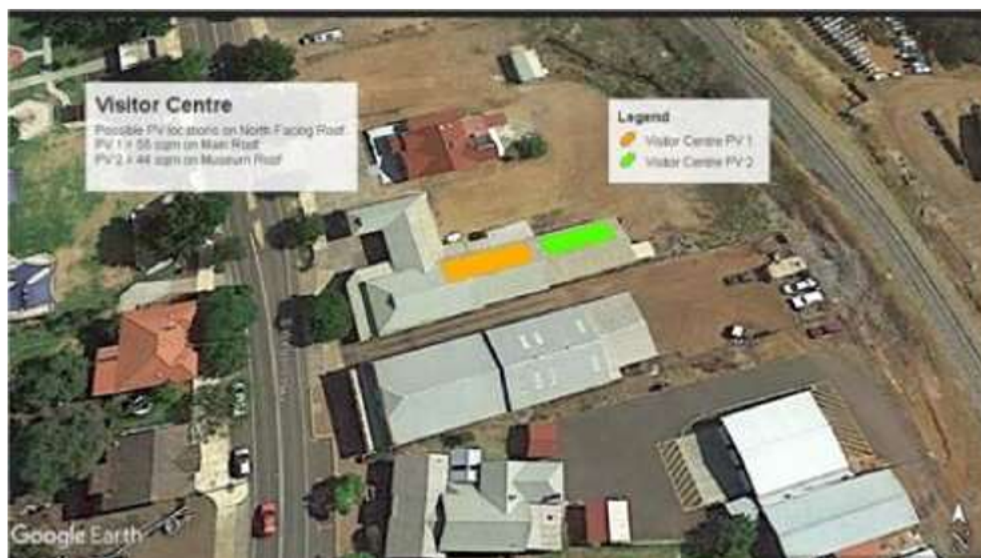 Visitor Centre
Possible PV locations on North Facing Roof
PV 1 = 55 sqm on Main Roof
PV 2 = 44 sqm on Museum Roof
Legend
Visitor Centre PV 1
Visitor Centre PV 2
Google Earth
N